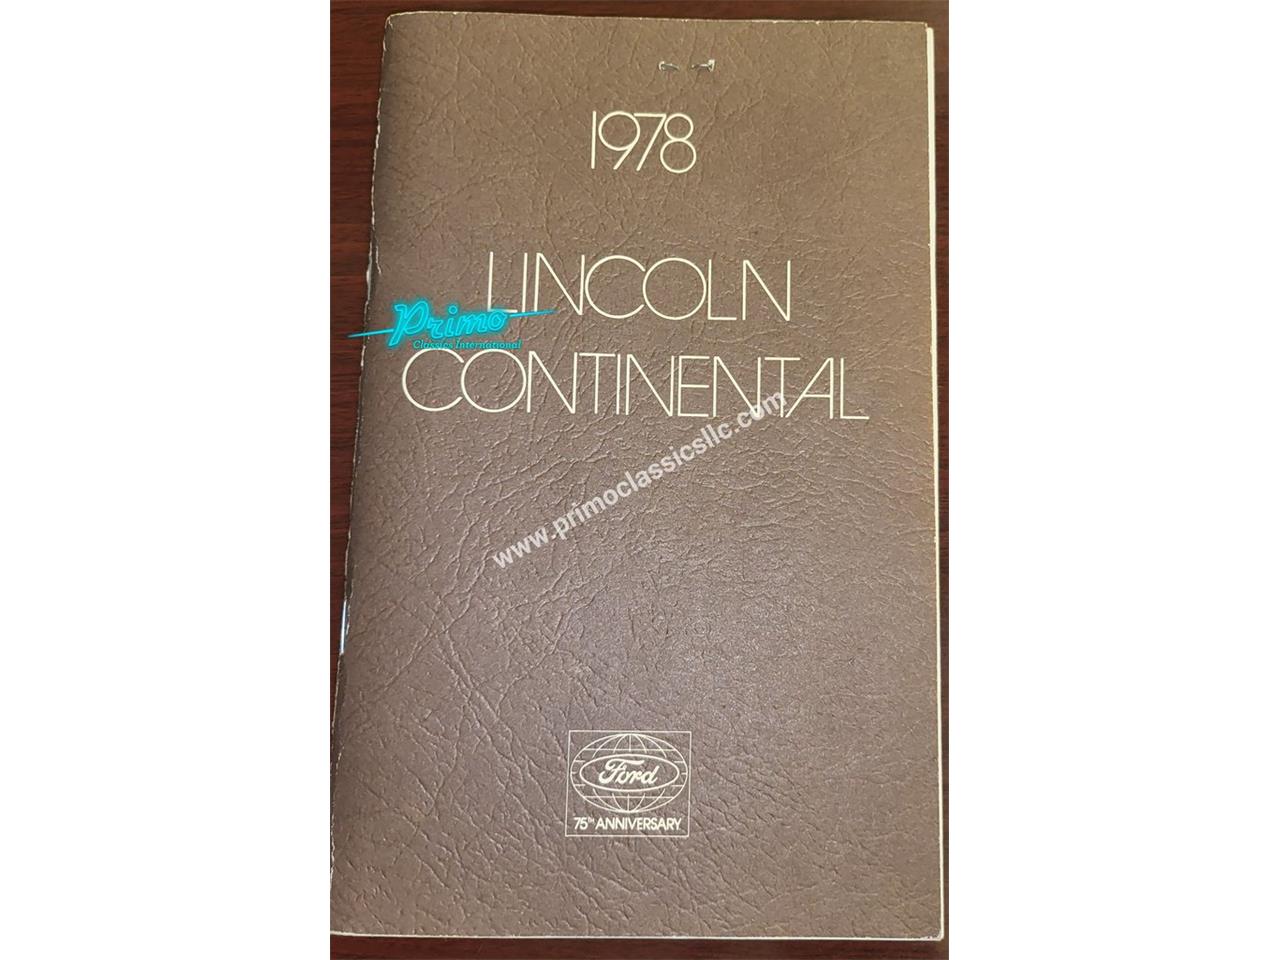 1978
LINCOLN
Primo
Classics International
CONTINENTAL
www.primoclassicsllc.com
Ford
75TH ANNIVERSARY